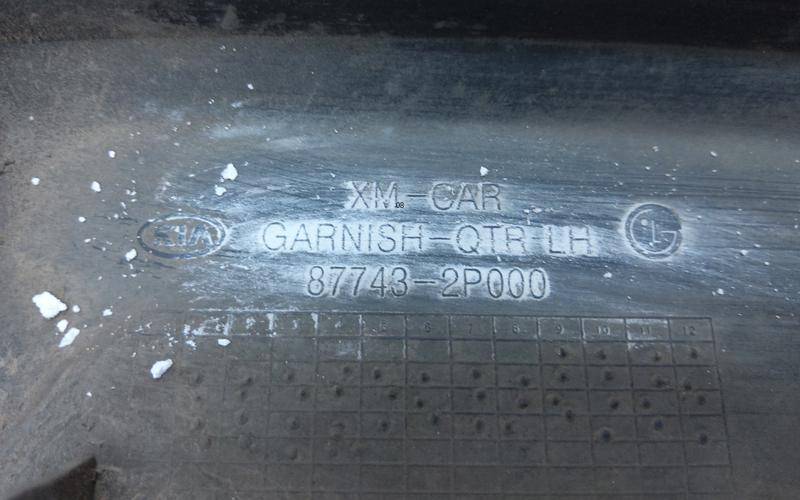 XM-CAR
KIA
GARNISH-QTR LH
LG
87743-2P000
1 2 3 4 5 6 7 8 9 10 11 12